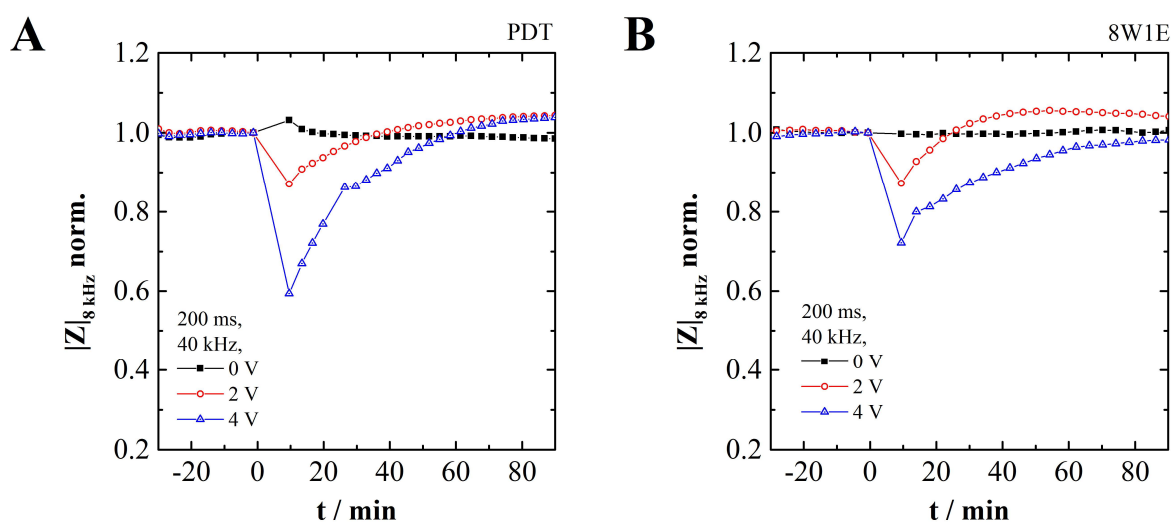 A
PDT
1.2
1.0
0.8
0.6
0.4
0.2
|Z|8 kHz norm.
200 ms,
40 kHz,
0 V
2 V
4 V
-20 0 20 40 60 80
t / min
B
8W1E
1.2
1.0
0.8
0.6
0.4
0.2
|Z|8 kHz norm.
200 ms,
40 kHz,
0 V
2 V
4 V
-20 0 20 40 60 80
t / min